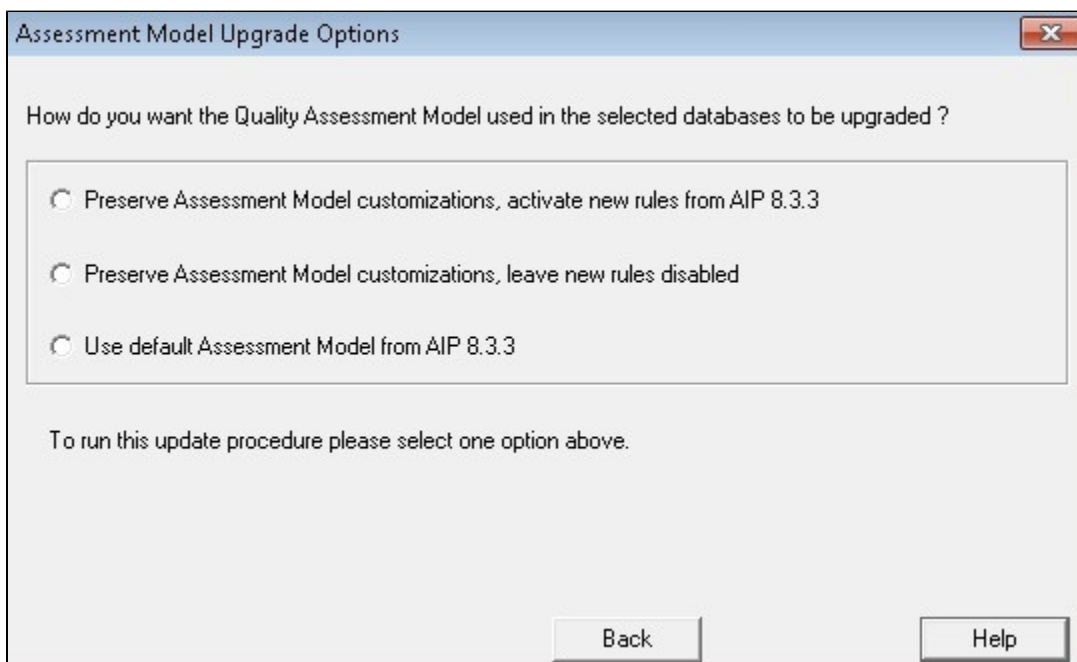 Assessment Model Upgrade Options
How do you want the Quality Assessment Model used in the selected databases to be upgraded ?
Preserve Assessment Model customizations, activate new rules from AIP 8.3.3
Preserve Assessment Model customizations, leave new rules disabled
Use default Assessment Model from AIP 8.3.3
To run this update procedure please select one option above.
Back
Help